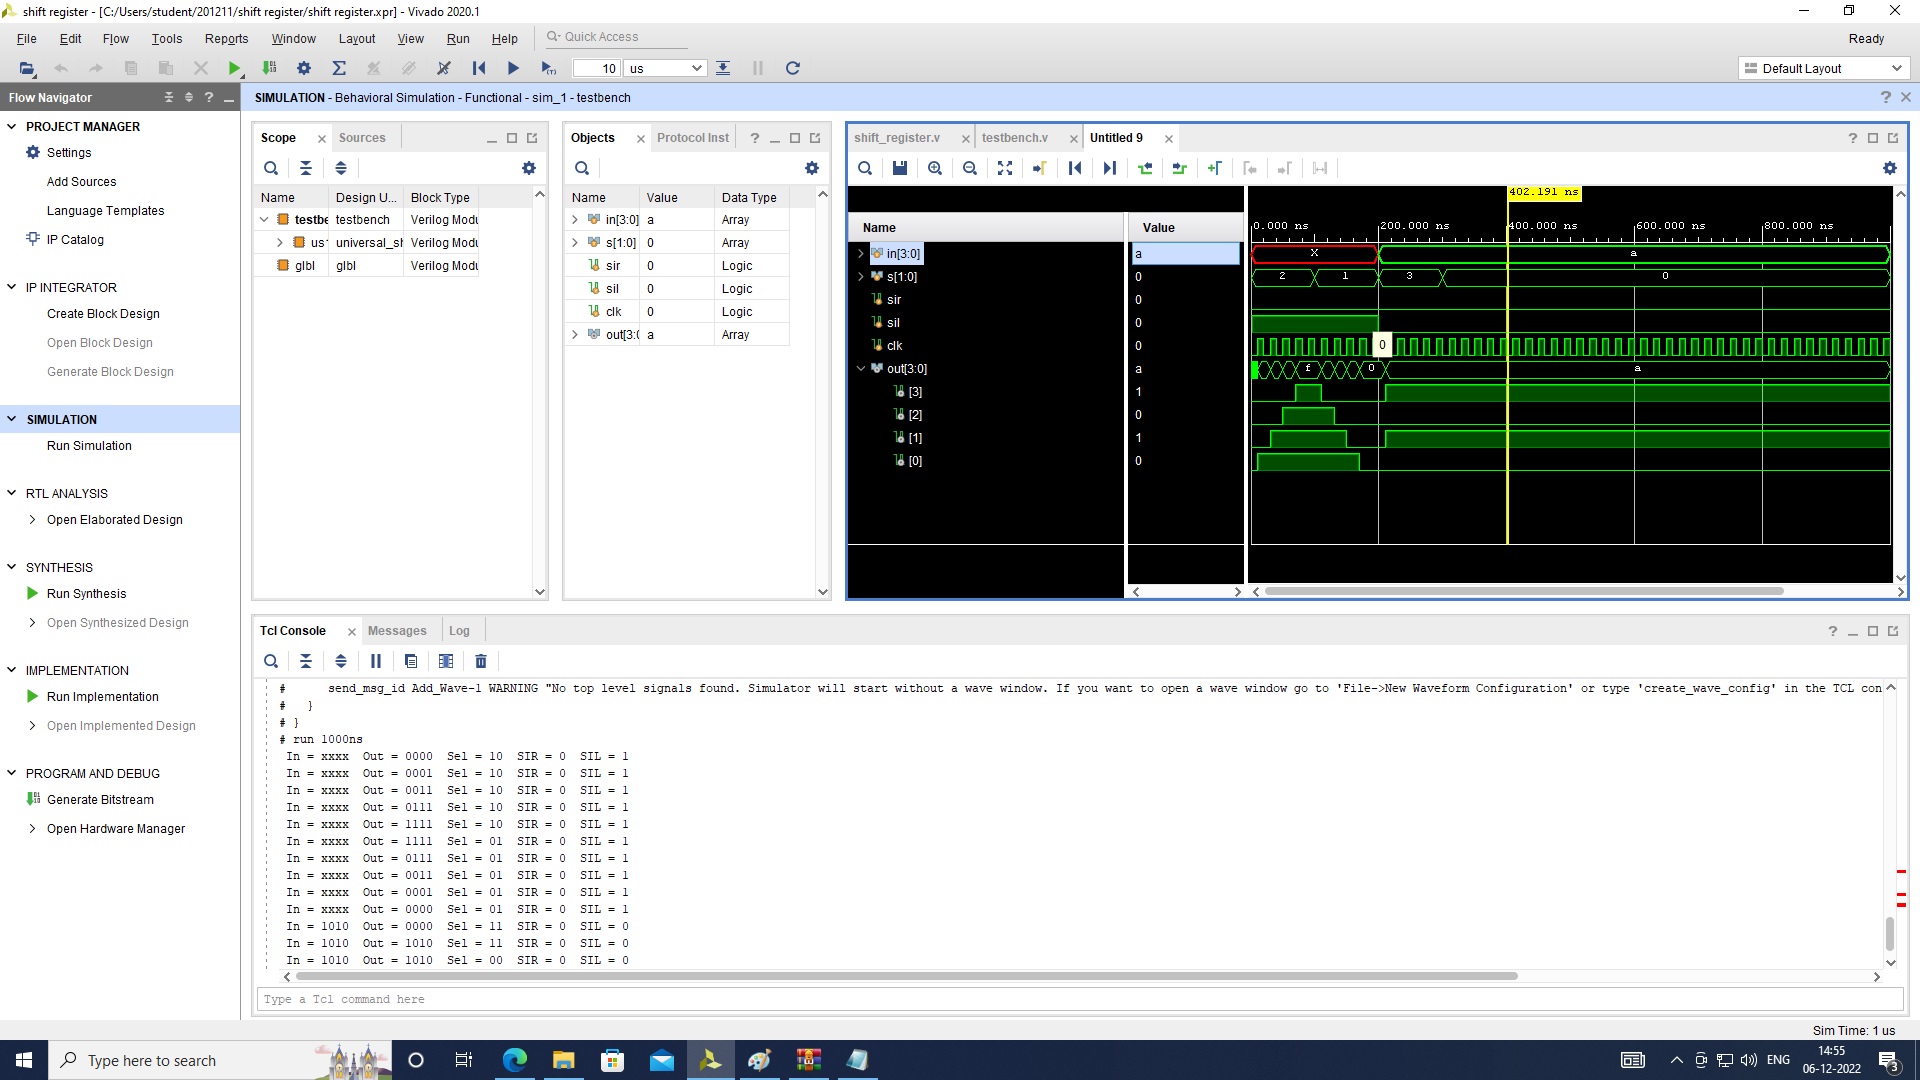 shift register - [C:/Users/student/201211/shift register/shift register.xpr] - Vivado 2020.1
File Edit Flow Tools Reports Window Layout View Run Help Quick Access
Ready
10 us
Default Layout
Flow Navigator
SIMULATION - Behavioral Simulation - Functional - sim_1 - testbench
PROJECT MANAGER
Settings
Add Sources
Language Templates
IP Catalog
IP INTEGRATOR
Create Block Design
Open Block Design
Generate Block Design
SIMULATION
Run Simulation
RTL ANALYSIS
Open Elaborated Design
SYNTHESIS
Run Synthesis
Open Synthesized Design
IMPLEMENTATION
Run Implementation
Open Implemented Design
PROGRAM AND DEBUG
Generate Bitstream
Open Hardware Manager
Scope Sources
Name Design U... Block Type
testbe testbench Verilog Modu
us universal_sh Verilog Modu
glbl glbl Verilog Modu
Objects Protocol Inst
Name Value Data Type
in[3:0] a Array
s[1:0] 0 Array
sir 0 Logic
sil 0 Logic
clk 0 Logic
out[3:0 a Array
shift_register.v testbench.v Untitled 9
402.191 ns
Name Value
0.000 ns 200.000 ns 400.000 ns 600.000 ns 800.000 ns
in[3:0] a X a
s[1:0] 0 2 1 3 0
sir 0
sil 0
clk 0 0
out[3:0] a f 0 a
[3] 1
[2] 0
[1] 1
[0] 0
Tcl Console Messages Log
# send_msg_id Add_Wave-1 WARNING "No top level signals found. Simulator will start without a wave window. If you want to open a wave window go to 'File->New Waveform Configuration' or type 'create_wave_config' in the TCL con
# }
# }
# run 1000ns
In = xxxx Out = 0000 Sel = 10 SIR = 0 SIL = 1
In = xxxx Out = 0001 Sel = 10 SIR = 0 SIL = 1
In = xxxx Out = 0011 Sel = 10 SIR = 0 SIL = 1
In = xxxx Out = 0111 Sel = 10 SIR = 0 SIL = 1
In = xxxx Out = 1111 Sel = 10 SIR = 0 SIL = 1
In = xxxx Out = 1111 Sel = 01 SIR = 0 SIL = 1
In = xxxx Out = 0111 Sel = 01 SIR = 0 SIL = 1
In = xxxx Out = 0011 Sel = 01 SIR = 0 SIL = 1
In = xxxx Out = 0001 Sel = 01 SIR = 0 SIL = 1
In = xxxx Out = 0000 Sel = 01 SIR = 0 SIL = 1
In = 1010 Out = 0000 Sel = 11 SIR = 0 SIL = 0
In = 1010 Out = 1010 Sel = 11 SIR = 0 SIL = 0
In = 1010 Out = 1010 Sel = 00 SIR = 0 SIL = 0
Type a Tcl command here
Sim Time: 1 us
Type here to search
ENG
14:55
06-12-2022
3